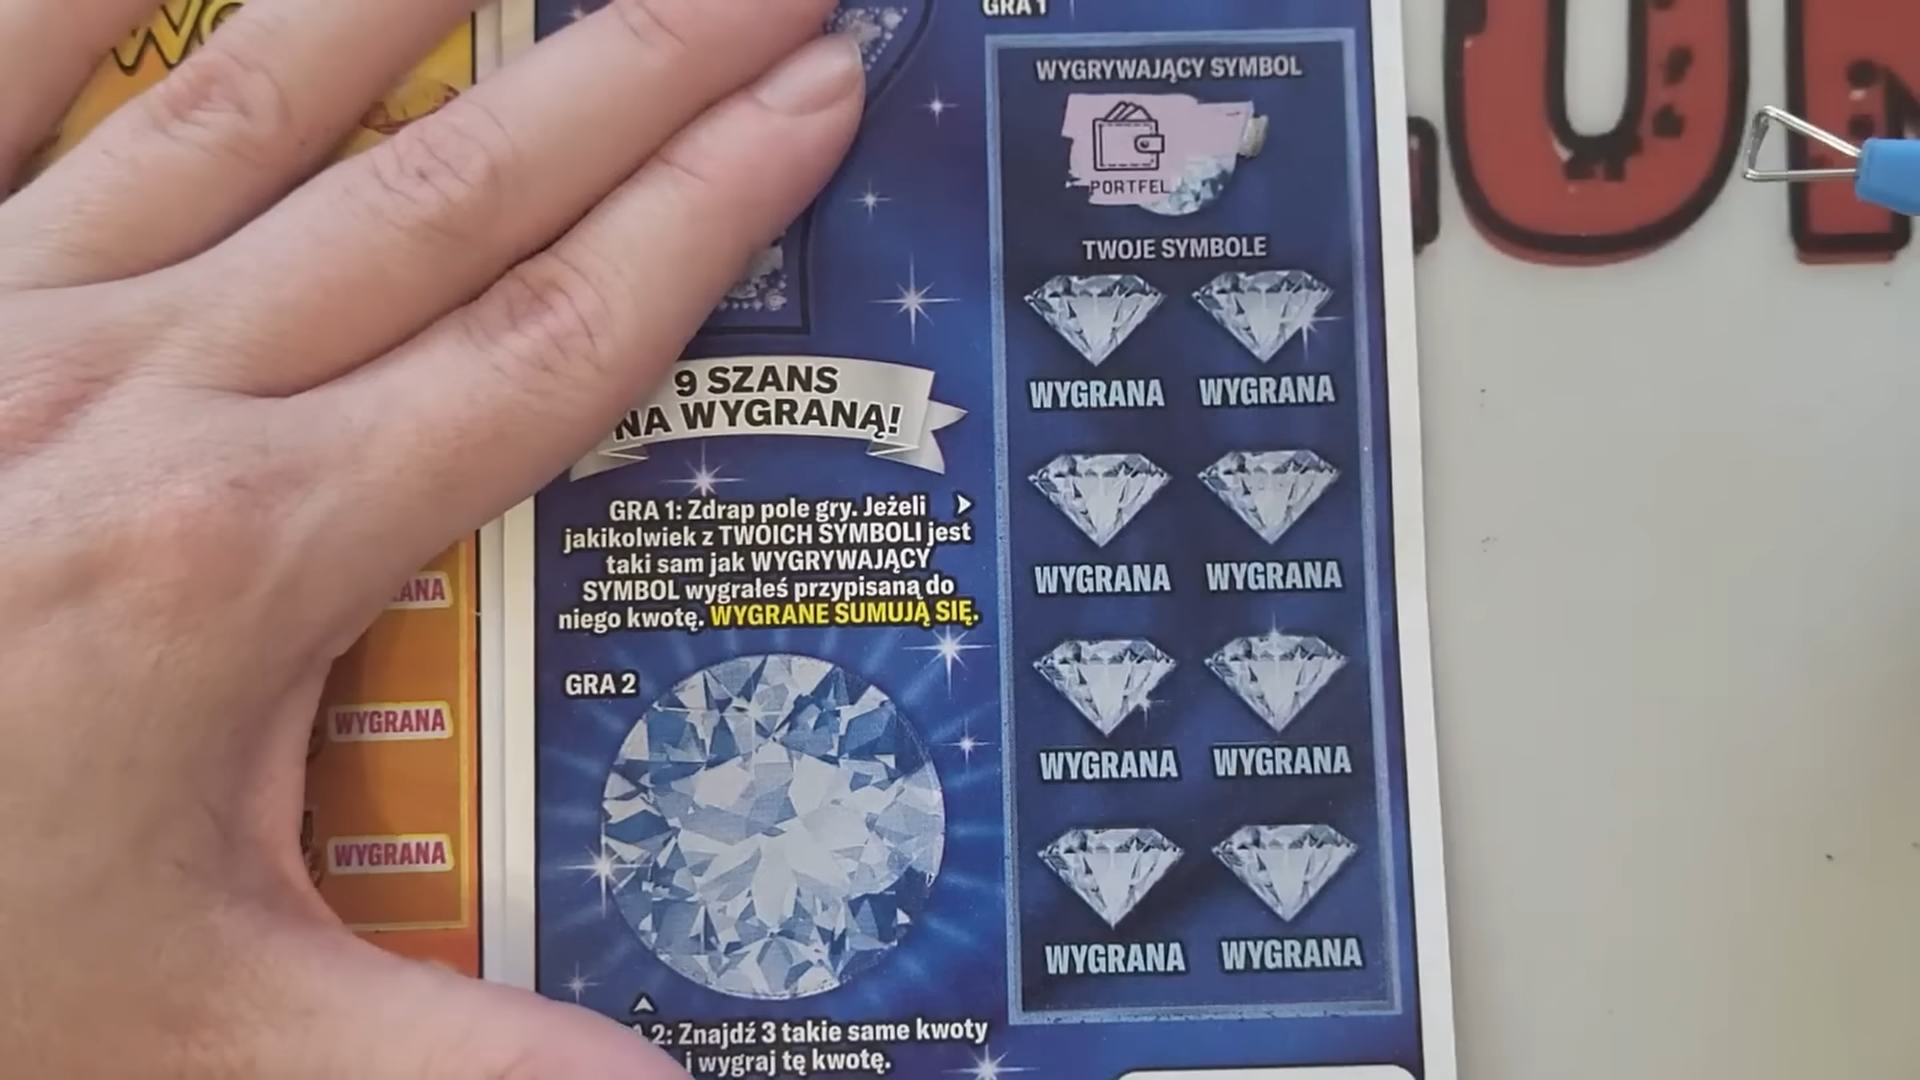 GRA 1
WYGRYWAJĄCY SYMBOL
PORTFEL
TWOJE SYMBOLE
WYGRANA WYGRANA
WYGRANA WYGRANA
WYGRANA WYGRANA
WYGRANA WYGRANA
9 SZANS
NA WYGRANĄ!
GRA 1: Zdrap pole gry. Jeżeli
jakikolwiek z TWOICH SYMBOLI jest
taki sam jak WYGRYWAJĄCY
SYMBOL wygrałeś przypisaną do
niego kwotę. WYGRANE SUMUJĄ SIĘ.
GRA 2
2: Znajdź 3 takie same kwoty
i wygraj tę kwotę.
WYGRANA
WYGRANA